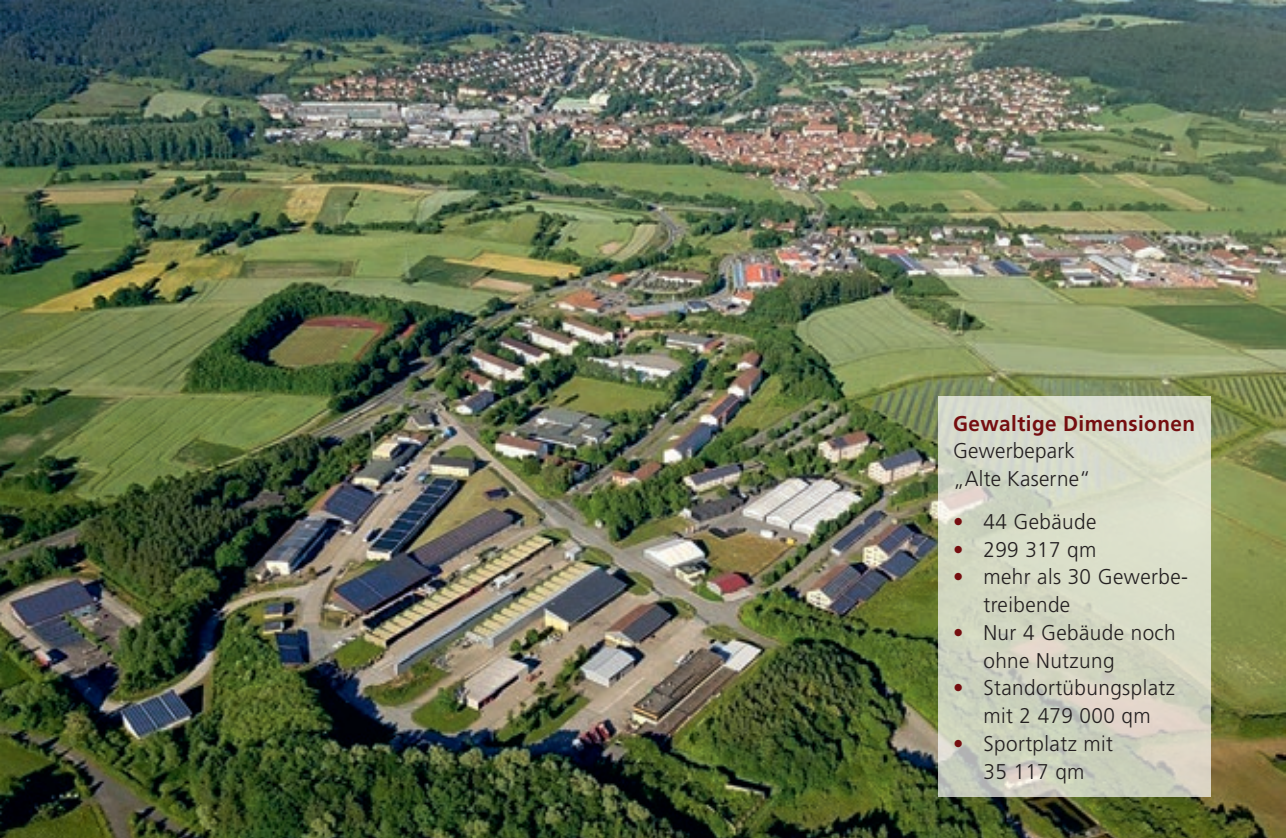 Gewaltige Dimensionen
Gewerbepark
„Alte Kaserne“
• 44 Gebäude
• 299 317 qm
• mehr als 30 Gewerbe-
treibende
• Nur 4 Gebäude noch
ohne Nutzung
• Standortübungsplatz
mit 2 479 000 qm
• Sportplatz mit
35 117 qm